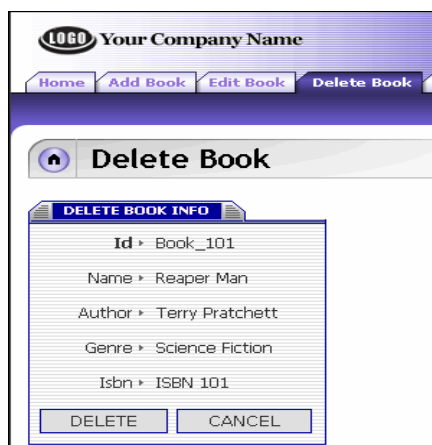 LOGO Your Company Name
Home Add Book Edit Book Delete Book
Delete Book
DELETE BOOK INFO
Id Book_101
Name Reaper Man
Author Terry Pratchett
Genre Science Fiction
Isbn ISBN 101
DELETE CANCEL